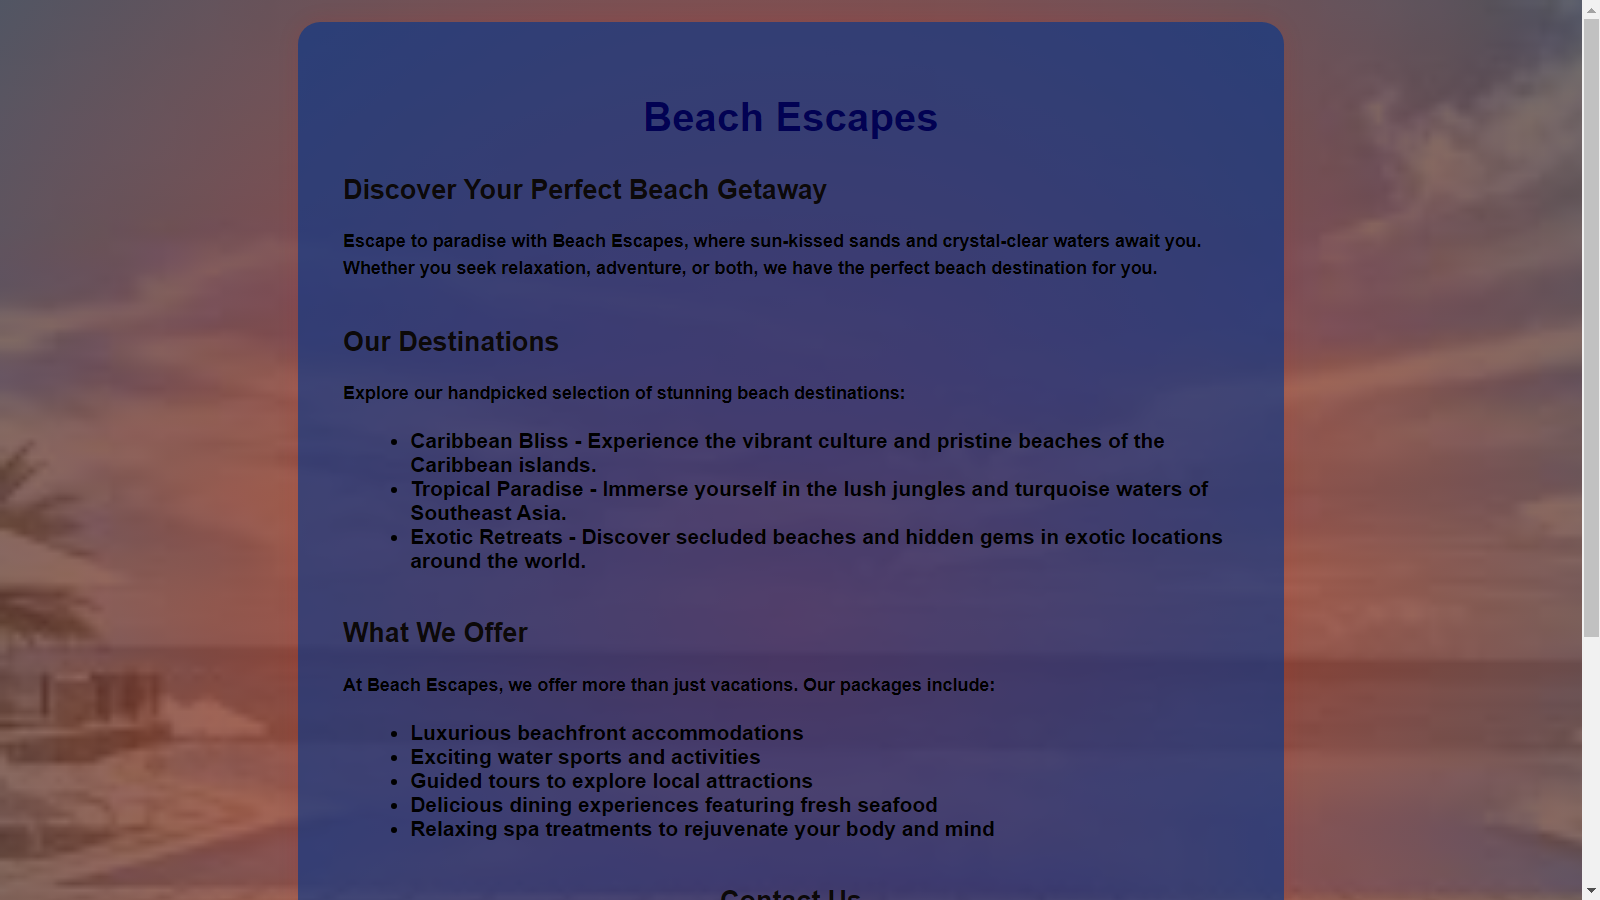 Beach Escapes
Discover Your Perfect Beach Getaway
Escape to paradise with Beach Escapes, where sun-kissed sands and crystal-clear waters await you.
Whether you seek relaxation, adventure, or both, we have the perfect beach destination for you.
Our Destinations
Explore our handpicked selection of stunning beach destinations:
• Caribbean Bliss - Experience the vibrant culture and pristine beaches of the
Caribbean islands.
• Tropical Paradise - Immerse yourself in the lush jungles and turquoise waters of
Southeast Asia.
• Exotic Retreats - Discover secluded beaches and hidden gems in exotic locations
around the world.
What We Offer
At Beach Escapes, we offer more than just vacations. Our packages include:
• Luxurious beachfront accommodations
• Exciting water sports and activities
• Guided tours to explore local attractions
• Delicious dining experiences featuring fresh seafood
• Relaxing spa treatments to rejuvenate your body and mind
Contact Us